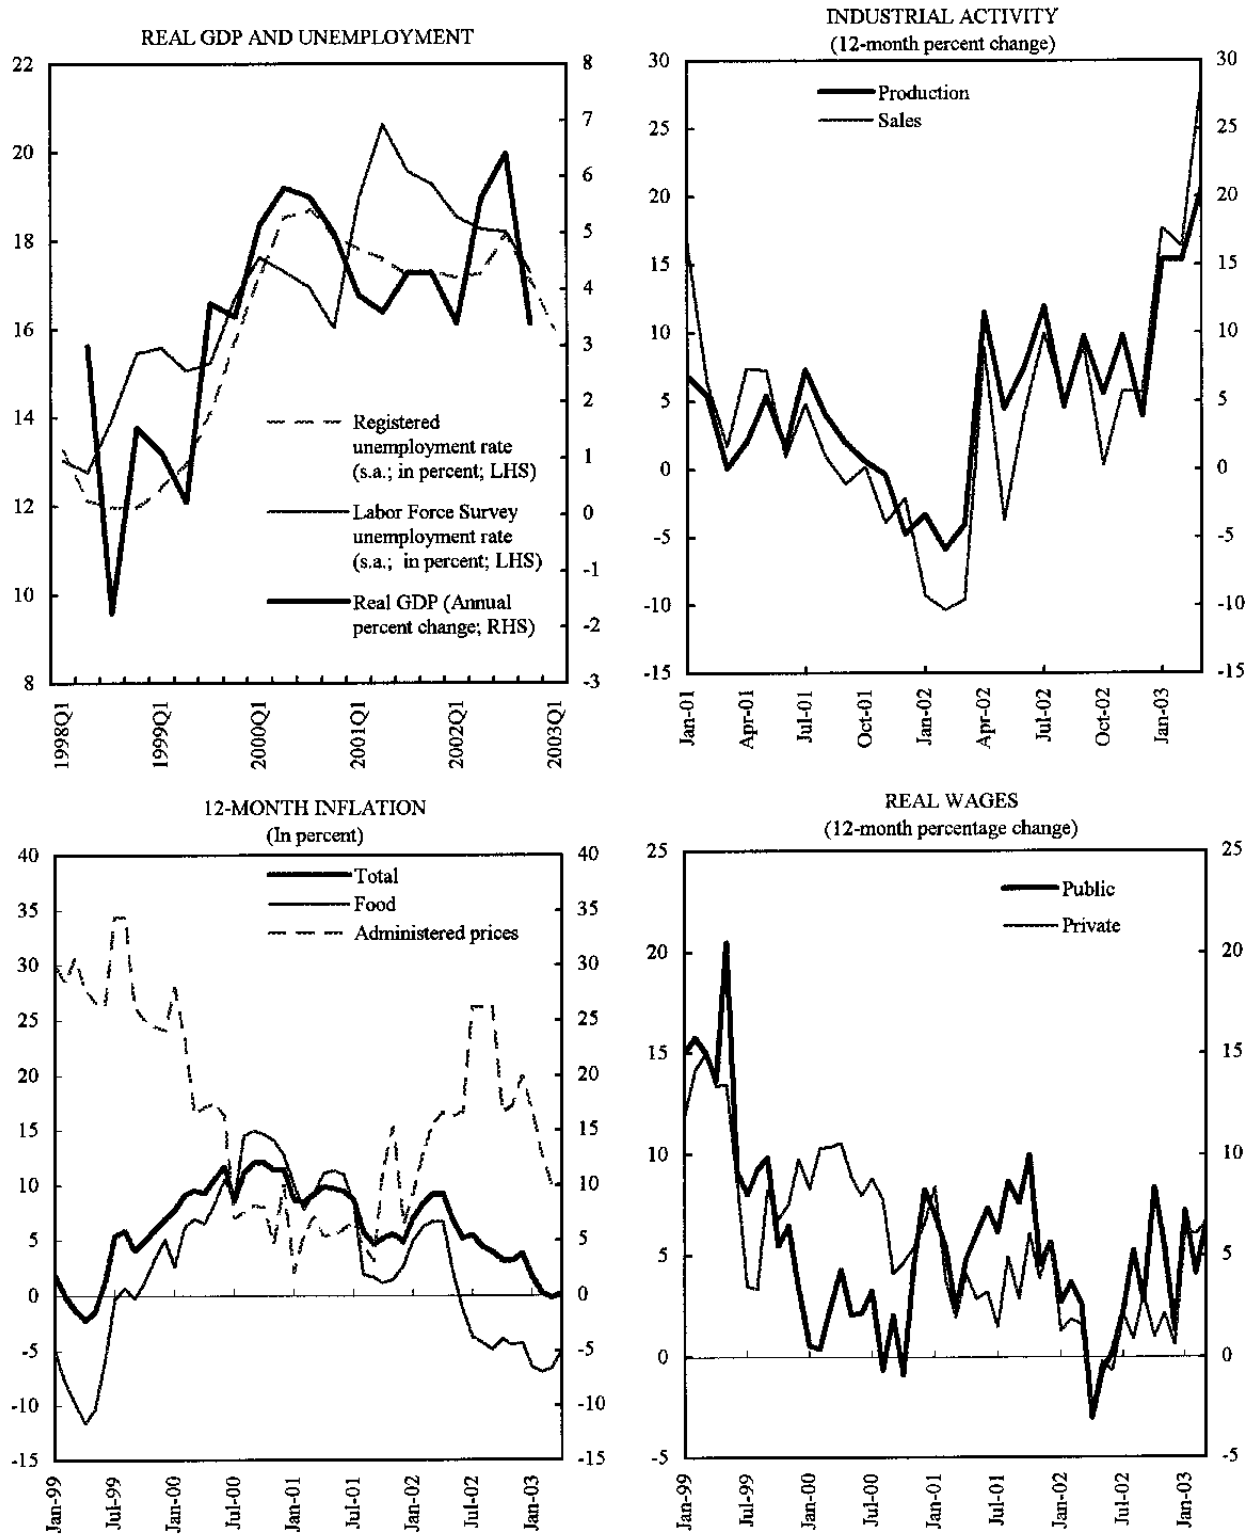 REAL GDP AND UNEMPLOYMENT
22
20
18
16
14
12
10
8
8
7
6
5
4
3
2
1
0
-1
-2
-3
Registered
unemployment rate
(s.a.; in percent; LHS)
Labor Force Survey
unemployment rate
(s.a.; in percent; LHS)
Real GDP (Annual
percent change; RHS)
1998Q1
1999Q1
2000Q1
2001Q1
2002Q1
2003Q1
INDUSTRIAL ACTIVITY
(12-month percent change)
30
25
20
15
10
5
0
-5
-10
-15
30
25
20
15
10
5
0
-5
-10
-15
Production
Sales
Jan-01
Apr-01
Jul-01
Oct-01
Jan-02
Apr-02
Jul-02
Oct-02
Jan-03
12-MONTH INFLATION
(In percent)
40
35
30
25
20
15
10
5
0
-5
-10
-15
40
35
30
25
20
15
10
5
0
-5
-10
-15
Total
Food
Administered prices
Jan-99
Jul-99
Jan-00
Jul-00
Jan-01
Jul-01
Jan-02
Jul-02
Jan-03
REAL WAGES
(12-month percentage change)
25
20
15
10
5
0
-5
25
20
15
10
5
0
-5
Public
Private
Jan-99
Jul-99
Jan-00
Jul-00
Jan-01
Jul-01
Jan-02
Jul-02
Jan-03